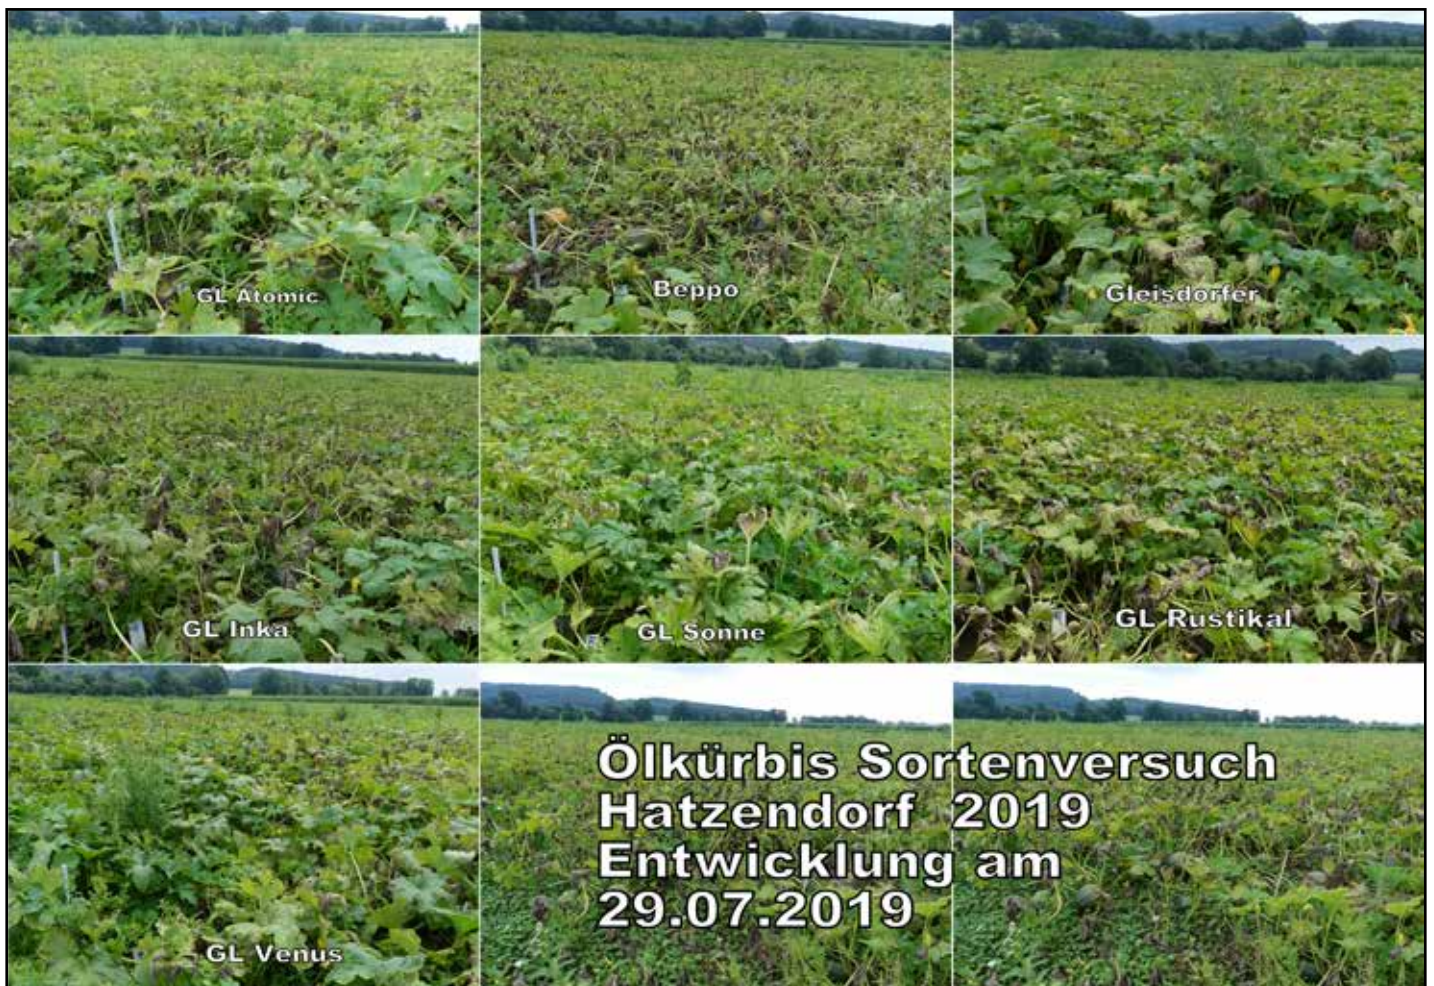 GL Atomic
Beppo
Gleisdorfer
GL Inka
GL Sonne
GL Rustikal
GL Venus
Ölkürbis Sortenversuch
Hatzendorf 2019
Entwicklung am
29.07.2019